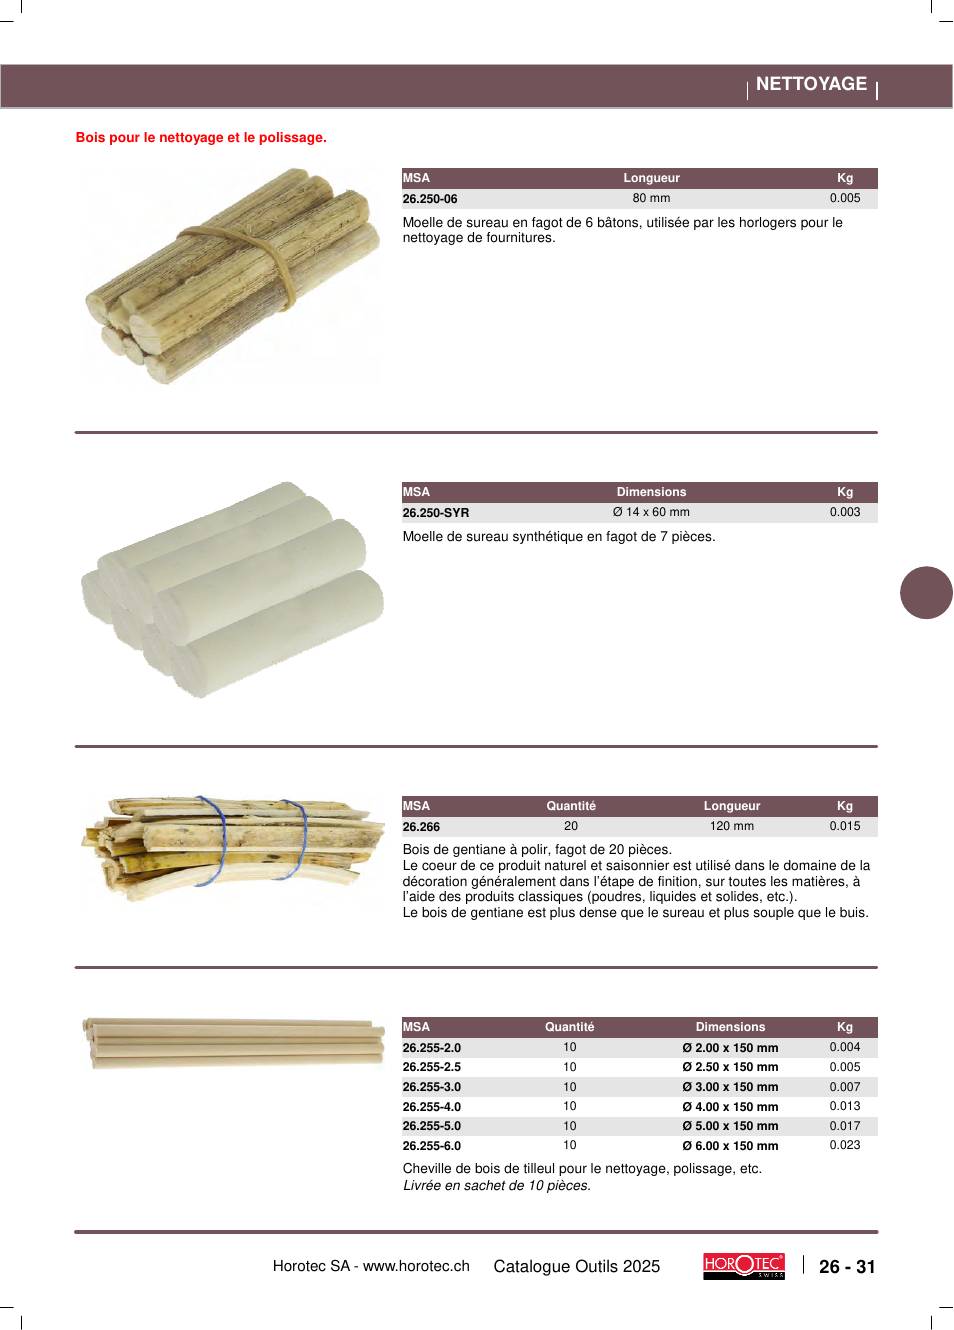 NETTOYAGE
Bois pour le nettoyage et le polissage.
MSA Longueur Kg
26.250-06 80 mm 0.005
Moelle de sureau en fagot de 6 bâtons, utilisée par les horlogers pour le
nettoyage de fournitures.
MSA Dimensions Kg
26.250-SYR Ø 14 x 60 mm 0.003
Moelle de sureau synthétique en fagot de 7 pièces.
MSA Quantité Longueur Kg
26.266 20 120 mm 0.015
Bois de gentiane à polir, fagot de 20 pièces.
Le coeur de ce produit naturel et saisonnier est utilisé dans le domaine de la
décoration généralement dans l'étape de finition, sur toutes les matières, à
l'aide des produits classiques (poudres, liquides et solides, etc.).
Le bois de gentiane est plus dense que le sureau et plus souple que le buis.
MSA Quantité Dimensions Kg
26.255-2.0 10 Ø 2.00 x 150 mm 0.004
26.255-2.5 10 Ø 2.50 x 150 mm 0.005
26.255-3.0 10 Ø 3.00 x 150 mm 0.007
26.255-4.0 10 Ø 4.00 x 150 mm 0.013
26.255-5.0 10 Ø 5.00 x 150 mm 0.017
26.255-6.0 10 Ø 6.00 x 150 mm 0.023
Cheville de bois de tilleul pour le nettoyage, polissage, etc.
Livrée en sachet de 10 pièces.
Horotec SA - www.horotec.ch Catalogue Outils 2025 HOROTEC® SWISS 26 - 31